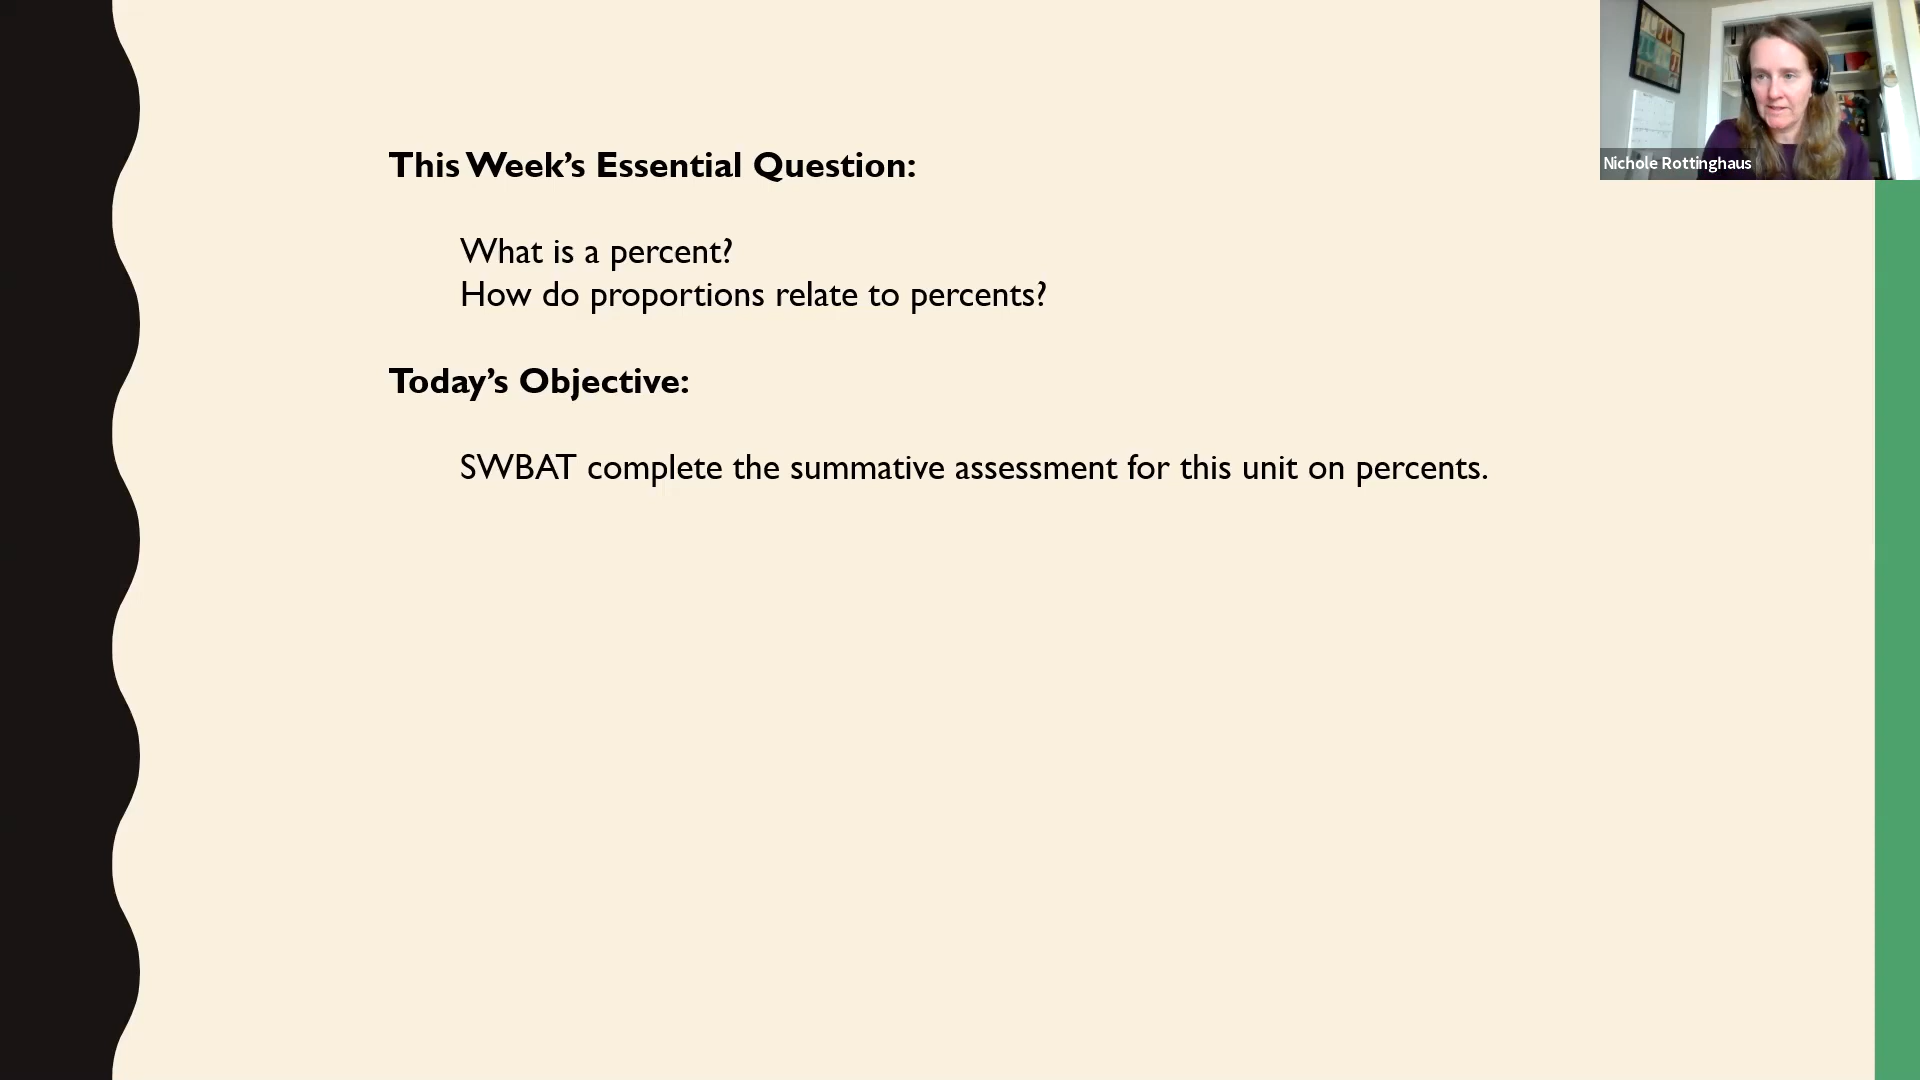 This Week’s Essential Question:
What is a percent?
How do proportions relate to percents?
Today’s Objective:
SWBAT complete the summative assessment for this unit on percents.
Nichole Rottinghaus